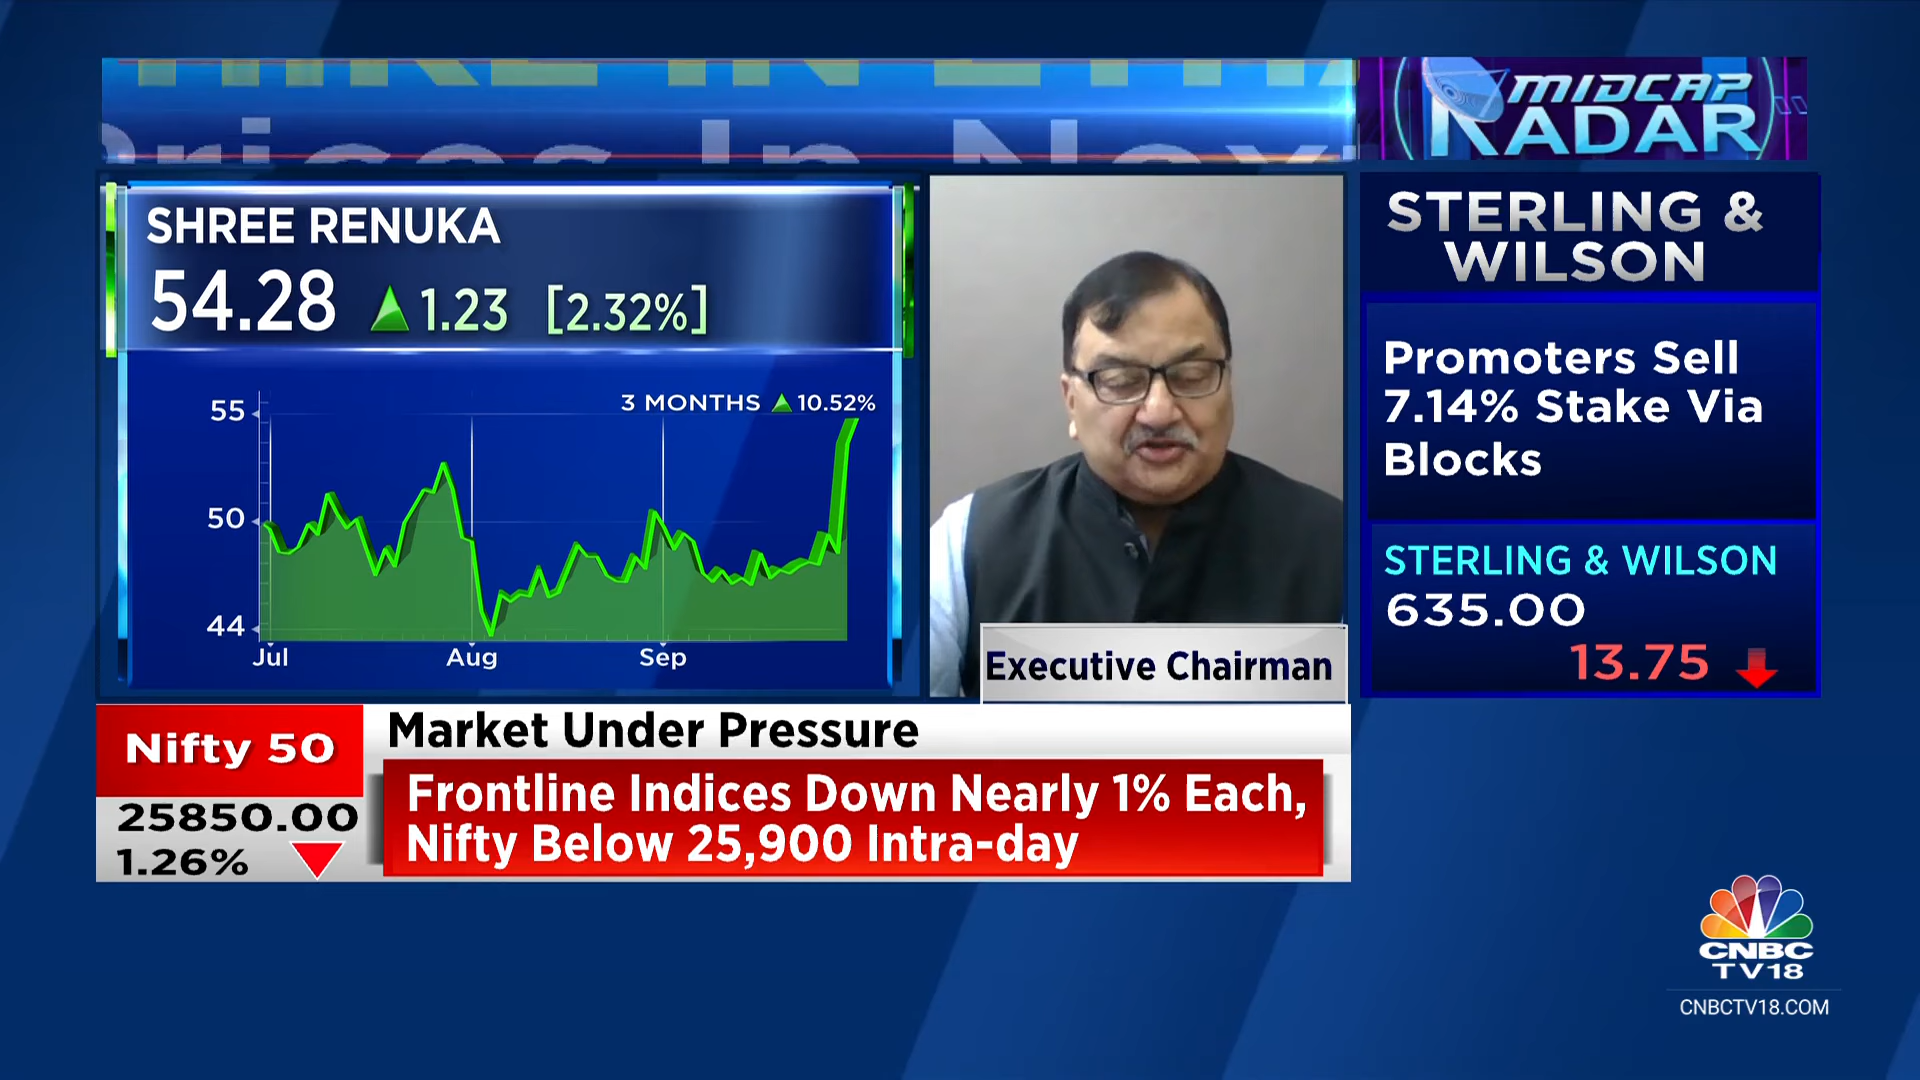 MIDCAP
RADAR
SHREE RENUKA
54.28 1.23 [2.32%]
3 MONTHS 10.52%
55
50
44
Jul Aug Sep
Executive Chairman
STERLING &
WILSON
Promoters Sell
7.14% Stake Via
Blocks
STERLING & WILSON
635.00
13.75
Nifty 50
25850.00
1.26%
Market Under Pressure
Frontline Indices Down Nearly 1% Each,
Nifty Below 25,900 Intra-day
CNBC
TV18
CNBCTV18.COM